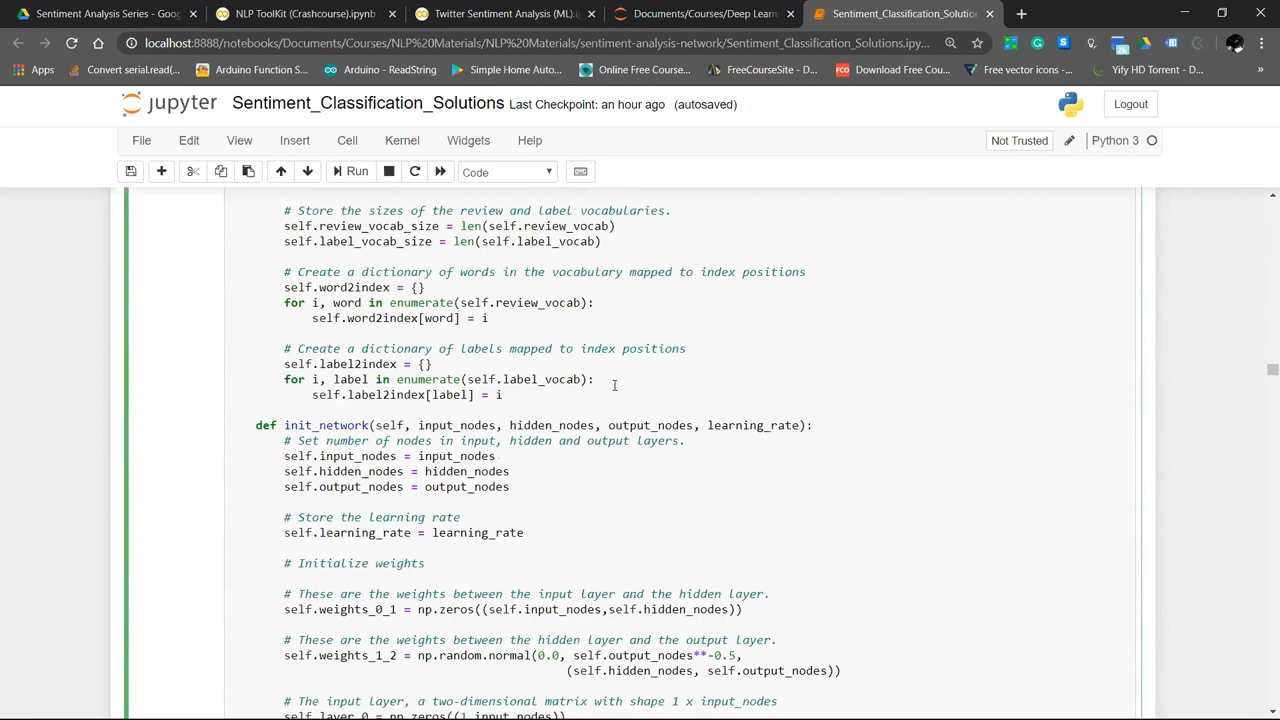 Sentiment Analysis Series - Goog
NLP ToolKit (Crashcourse).ipynb
Twitter Sentiment Analysis (ML).i
Documents/Courses/Deep Learn
Sentiment_Classification_Solution
localhost:8888/notebooks/Documents/Courses/NLP%20Materials/NLP%20Materials/sentiment-analysis-network/Sentiment_Classification_Solutions.ipy...
Apps
Convert serial.read(...
Arduino Function S...
Arduino - ReadString
Simple Home Auto...
Online Free Course...
FreeCourseSite - D...
FCO Download Free Cou...
Free vector icons -...
Yify HD Torrent - D...
»
jupyter Sentiment_Classification_Solutions Last Checkpoint: an hour ago (autosaved)
Logout
File Edit View Insert Cell Kernel Widgets Help
Not Trusted
Python 3
Run
Code
# Store the sizes of the review and label vocabularies.
self.review_vocab_size = len(self.review_vocab)
self.label_vocab_size = len(self.label_vocab)
# Create a dictionary of words in the vocabulary mapped to index positions
self.word2index = {}
for i, word in enumerate(self.review_vocab):
self.word2index[word] = i
# Create a dictionary of labels mapped to index positions
self.label2index = {}
for i, label in enumerate(self.label_vocab):
self.label2index[label] = i
def init_network(self, input_nodes, hidden_nodes, output_nodes, learning_rate):
# Set number of nodes in input, hidden and output layers.
self.input_nodes = input_nodes
self.hidden_nodes = hidden_nodes
self.output_nodes = output_nodes
# Store the learning rate
self.learning_rate = learning_rate
# Initialize weights
# These are the weights between the input layer and the hidden layer.
self.weights_0_1 = np.zeros((self.input_nodes,self.hidden_nodes))
# These are the weights between the hidden layer and the output layer.
self.weights_1_2 = np.random.normal(0.0, self.output_nodes**-0.5,
(self.hidden_nodes, self.output_nodes))
# The input layer, a two-dimensional matrix with shape 1 x input_nodes
self.layer_0 = np.zeros((1,input_nodes))